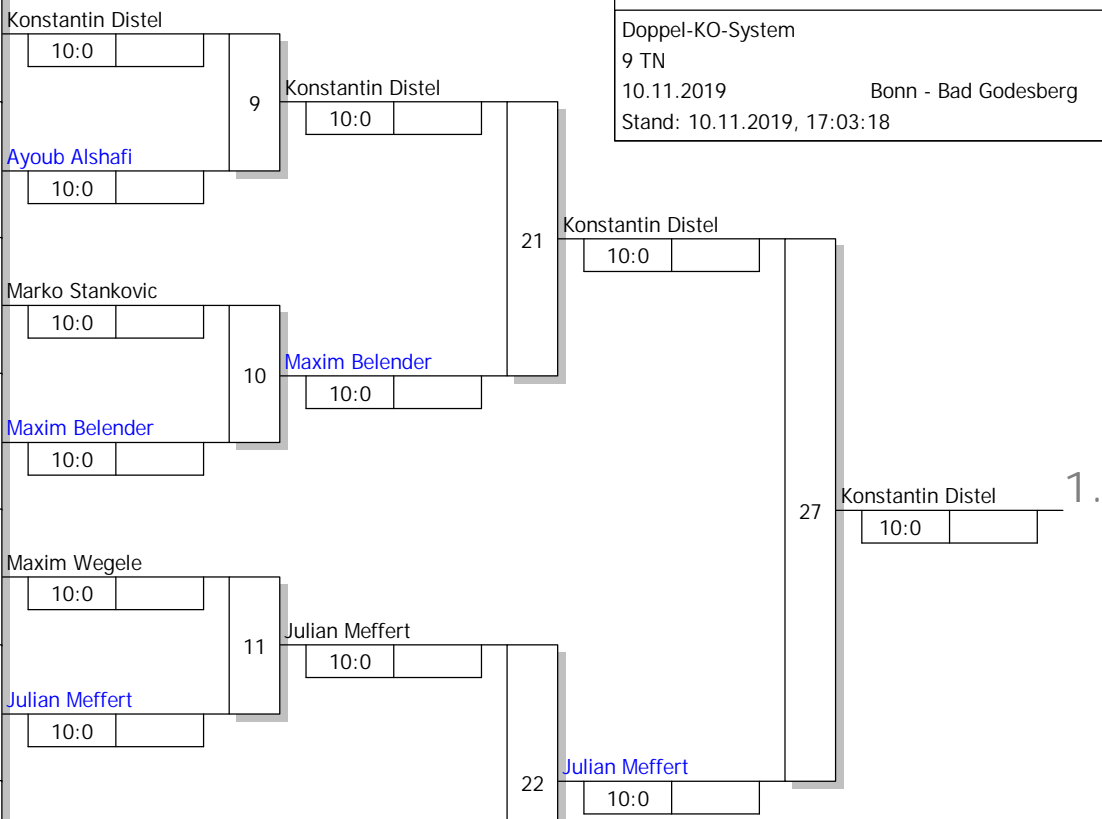 Konstantin Distel
10:0
9
Ayoub Alshafi
10:0
Konstantin Distel
10:0
Doppel-KO-System
9 TN
10.11.2019 Bonn - Bad Godesberg
Stand: 10.11.2019, 17:03:18
21
Konstantin Distel
10:0
Marko Stankovic
10:0
10
Maxim Belender
10:0
Maxim Belender
10:0
27
Konstantin Distel
10:0
1.
Maxim Wegele
10:0
11
Julian Meffert
10:0
Julian Meffert
10:0
22
Julian Meffert
10:0